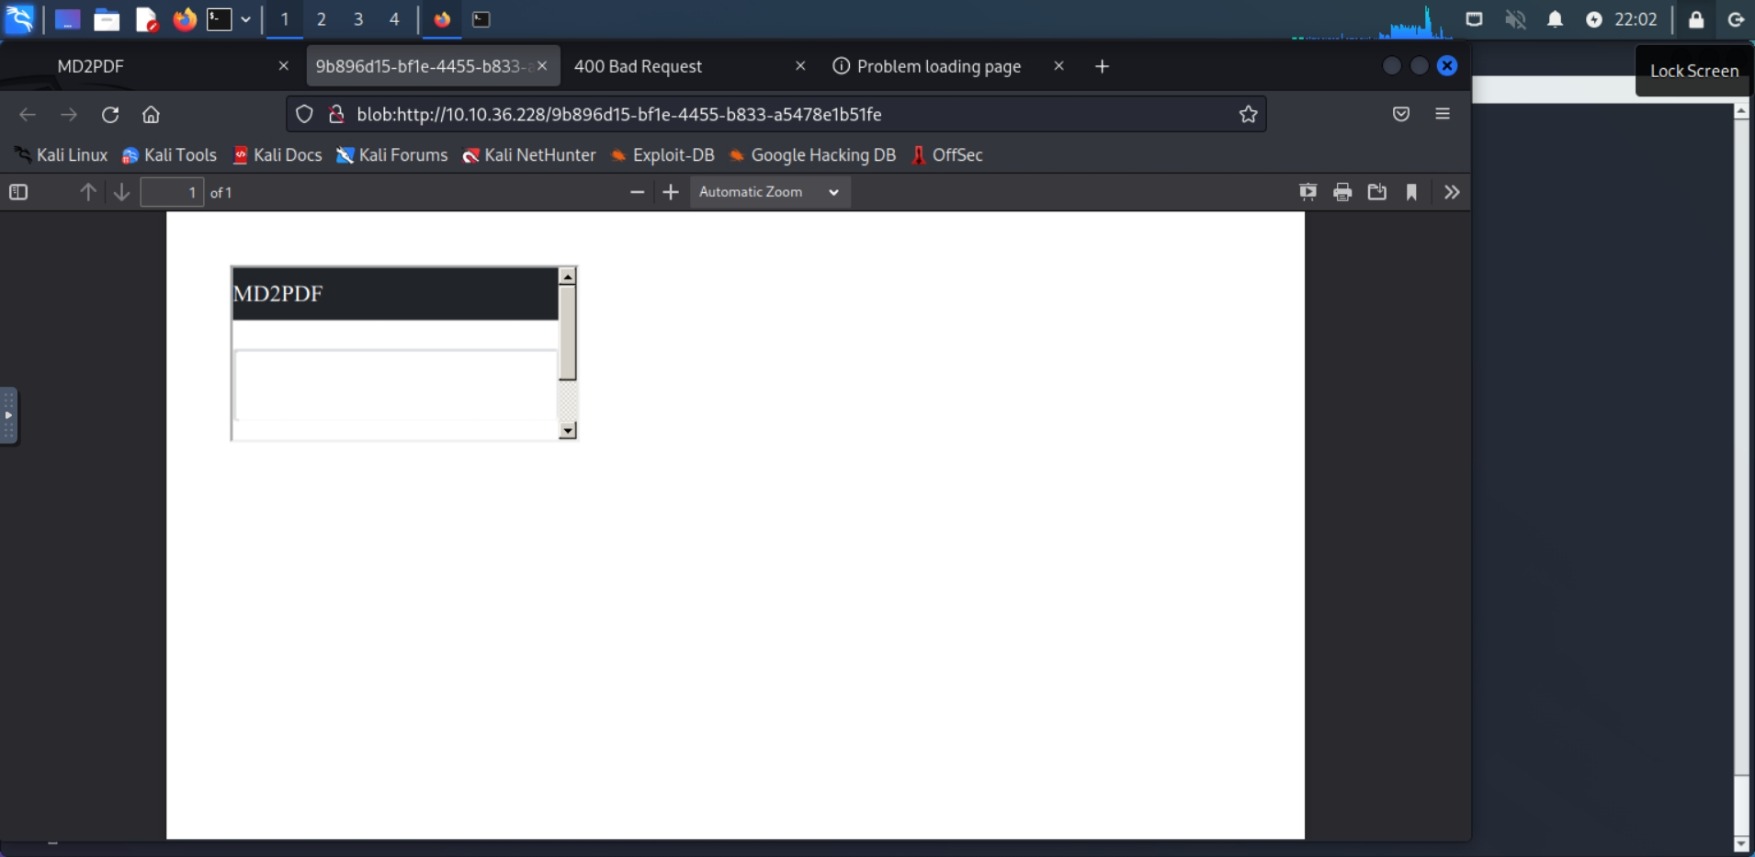 1 2 3 4 22:02
MD2PDF 9b896d15-bf1e-4455-b833- 400 Bad Request Problem loading page
Lock Screen
blob:http://10.10.36.228/9b896d15-bf1e-4455-b833-a5478e1b51fe
Kali Linux Kali Tools Kali Docs Kali Forums Kali NetHunter Exploit-DB Google Hacking DB OffSec
1 of 1 Automatic Zoom
MD2PDF